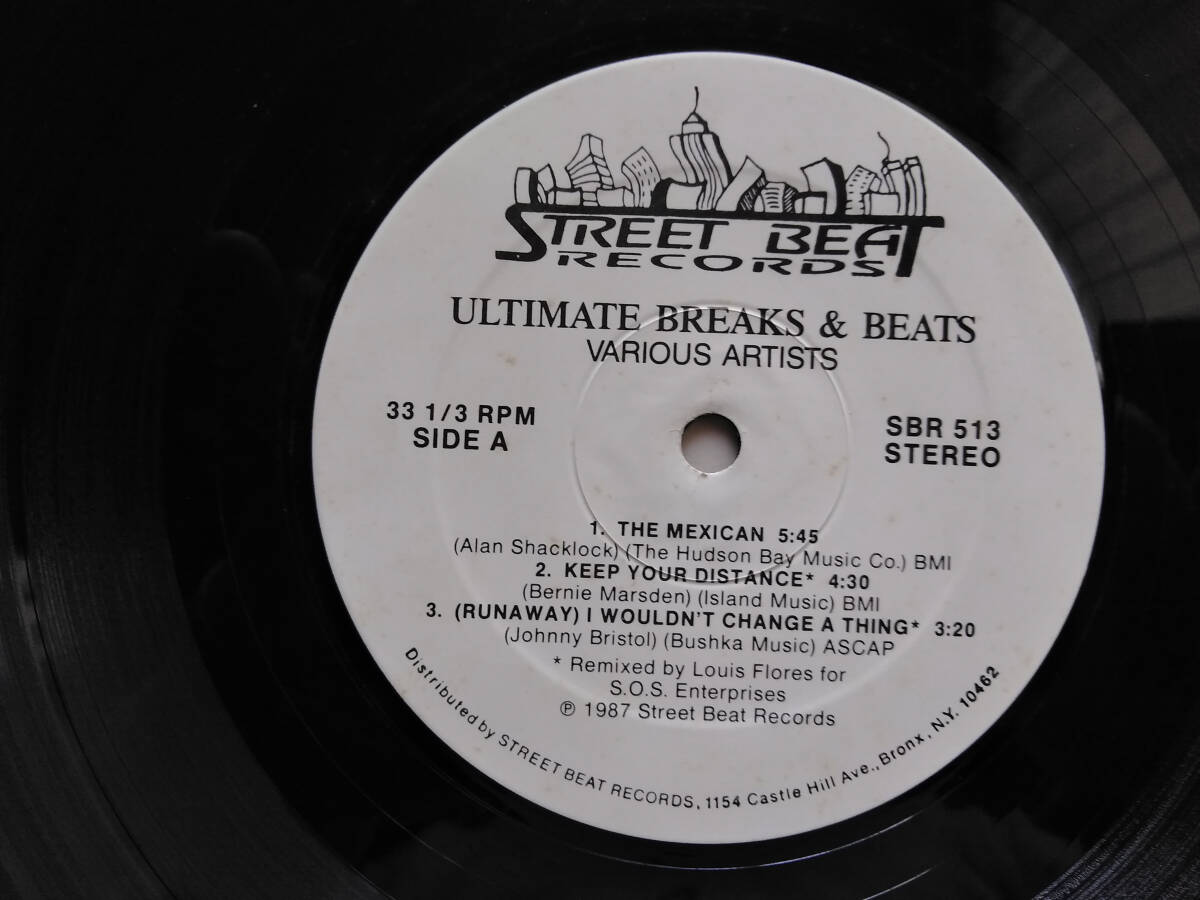 STREET BEAT
RECORDS
ULTIMATE BREAKS & BEATS
VARIOUS ARTISTS
33 1/3 RPM
SIDE A
SBR 513
STEREO
1. THE MEXICAN 5:45
(Alan Shacklock) (The Hudson Bay Music Co.) BMI
2. KEEP YOUR DISTANCE* 4:30
(Bernie Marsden) (Island Music) BMI
3. (RUNAWAY) I WOULDN'T CHANGE A THING* 3:20
(Johnny Bristol) (Bushka Music) ASCAP
* Remixed by Louis Flores for
S.O.S. Enterprises
℗ 1987 Street Beat Records
Distributed by STREET BEAT RECORDS, 1154 Castle Hill Ave., Bronx, N.Y. 10462